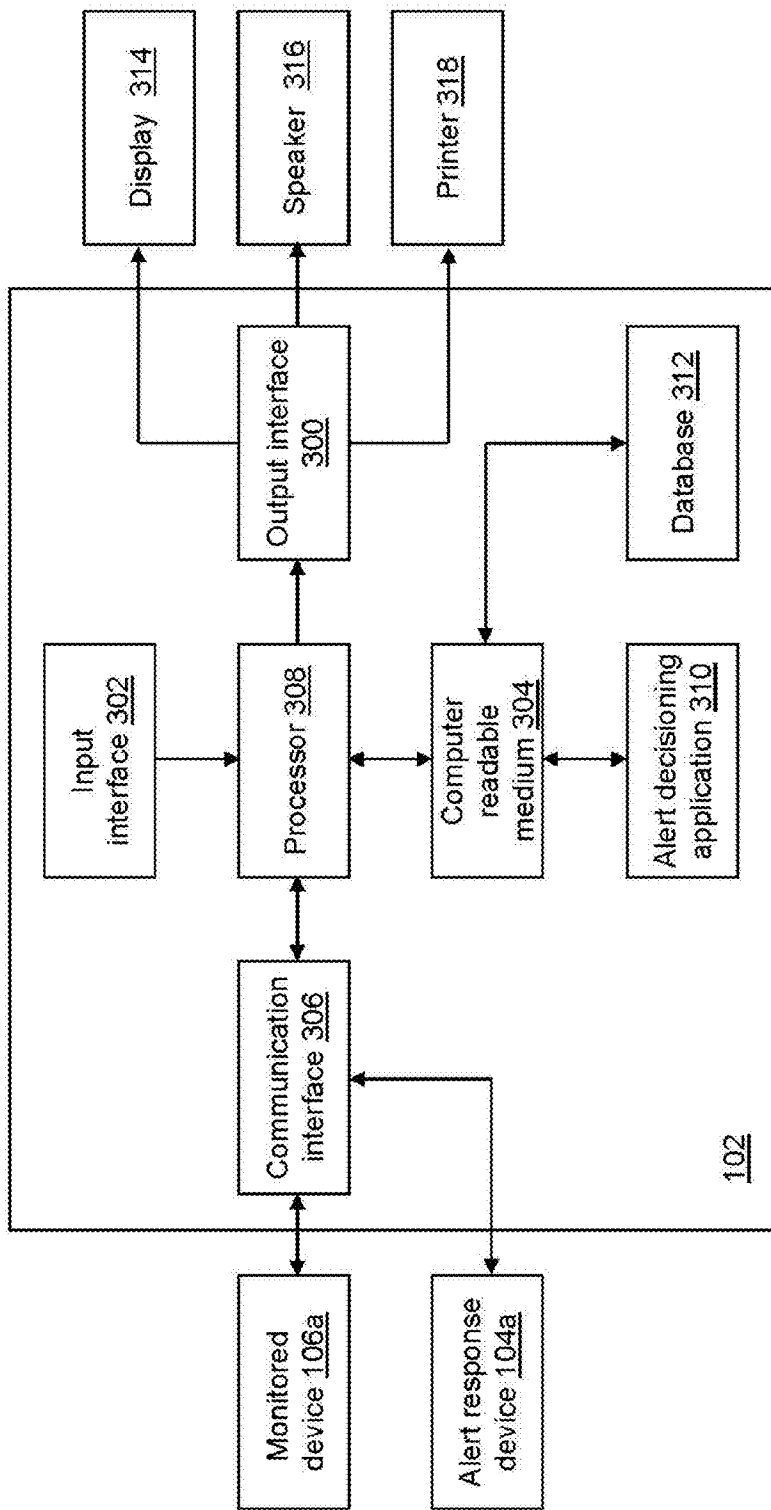 Display 314
Speaker 316
Printer 318
Input
interface 302
Output interface
300
Processor 308
Communication
interface 306
Computer
readable
medium 304
Database 312
Alert decisioning
application 310
Monitored
device 106a
Alert response
device 104a
102